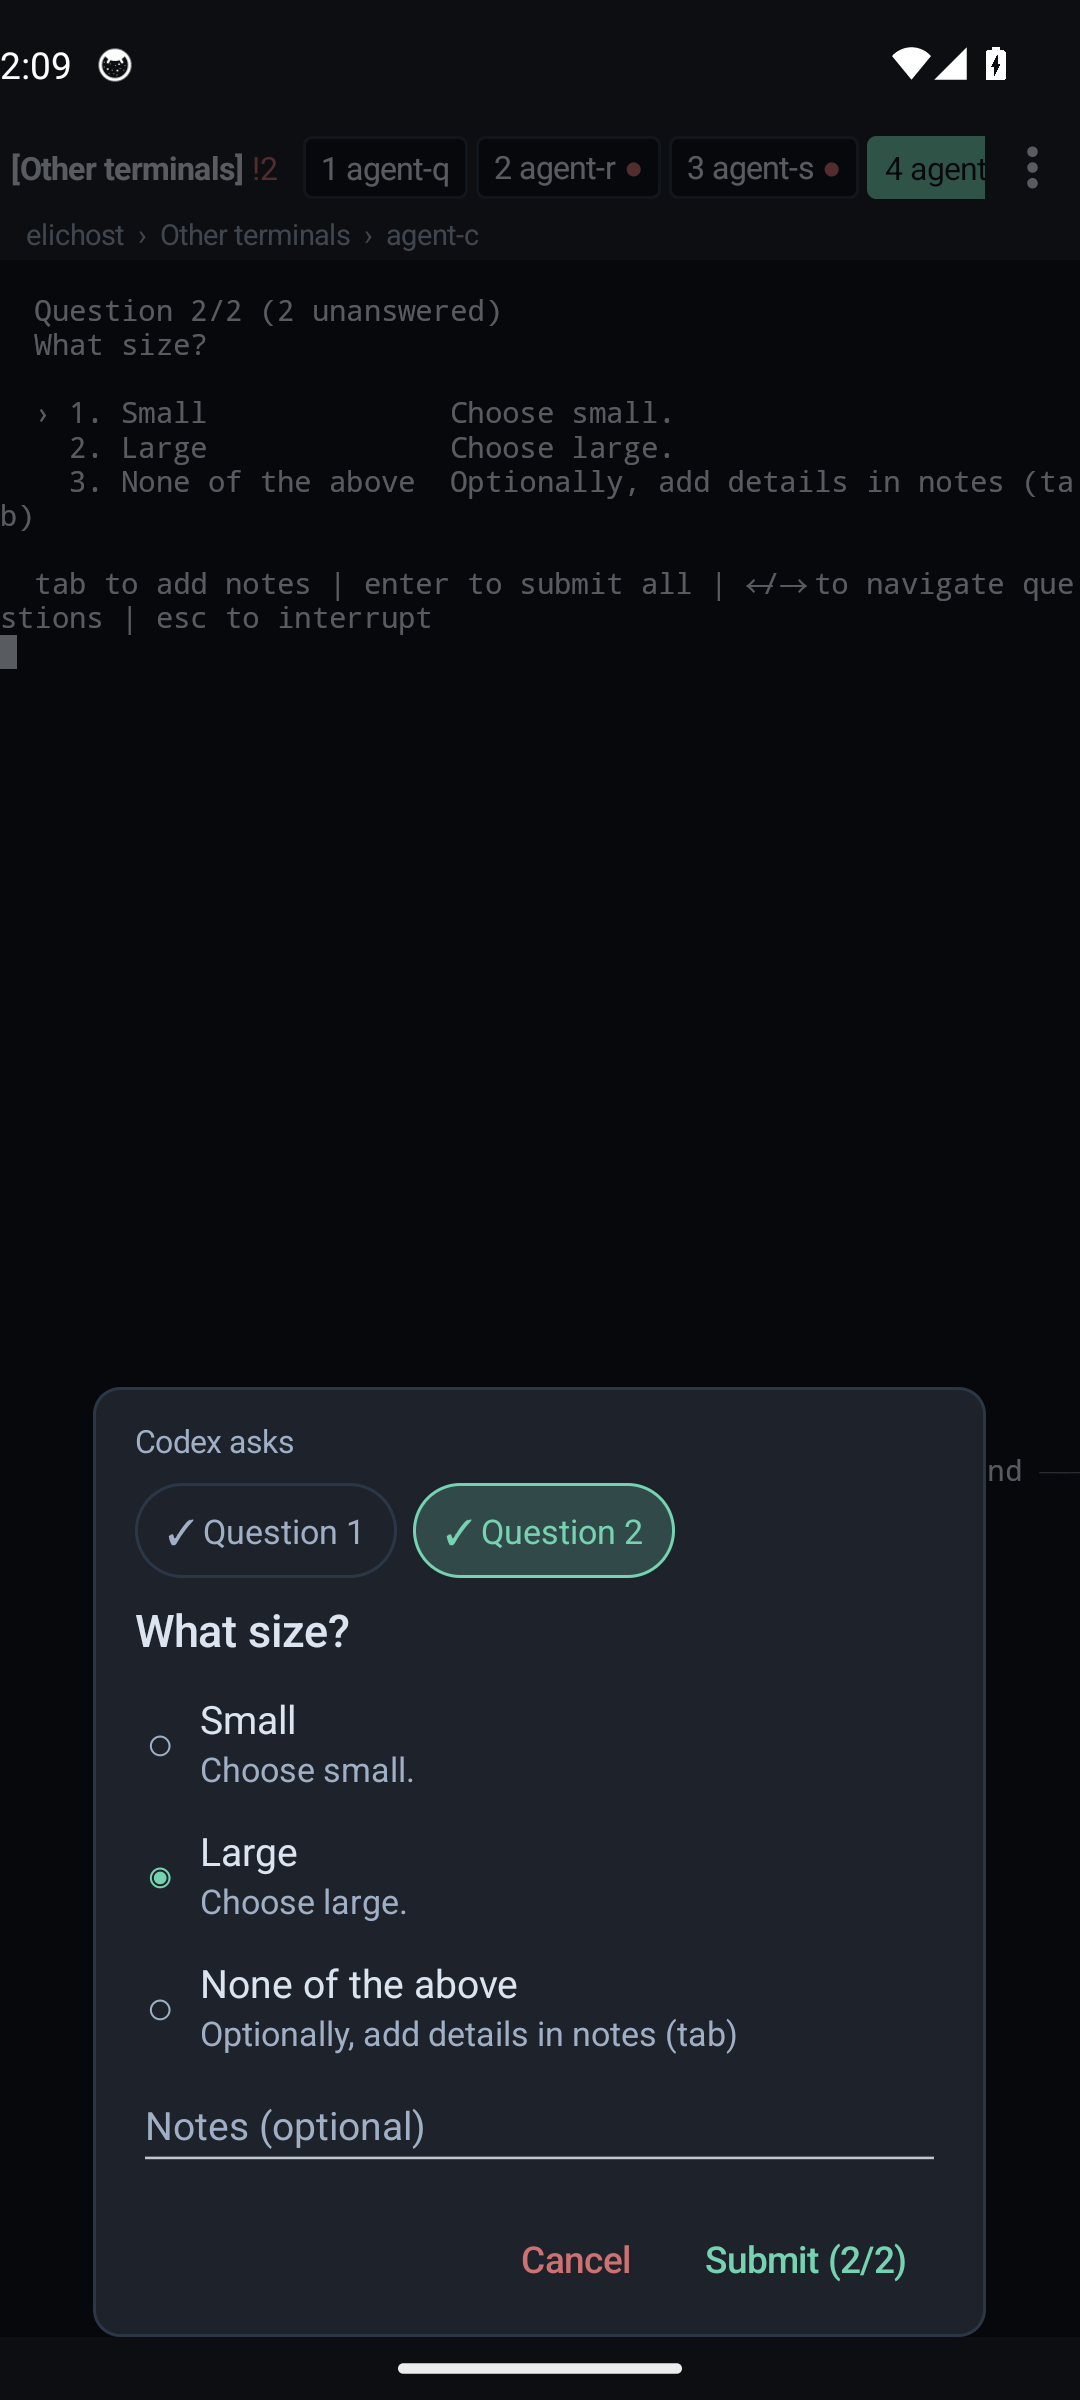 2:09
[Other terminals] !2 1 agent-q 2 agent-r 3 agent-s 4 agent
elichost › Other terminals › agent-c
Question 2/2 (2 unanswered)
What size?
› 1. Small Choose small.
2. Large Choose large.
3. None of the above Optionally, add details in notes (ta
b)
tab to add notes | enter to submit all | ←/→ to navigate que
stions | esc to interrupt
nd
Codex asks
✓ Question 1 ✓ Question 2
What size?
Small
Choose small.
Large
Choose large.
None of the above
Optionally, add details in notes (tab)
Notes (optional)
Cancel Submit (2/2)